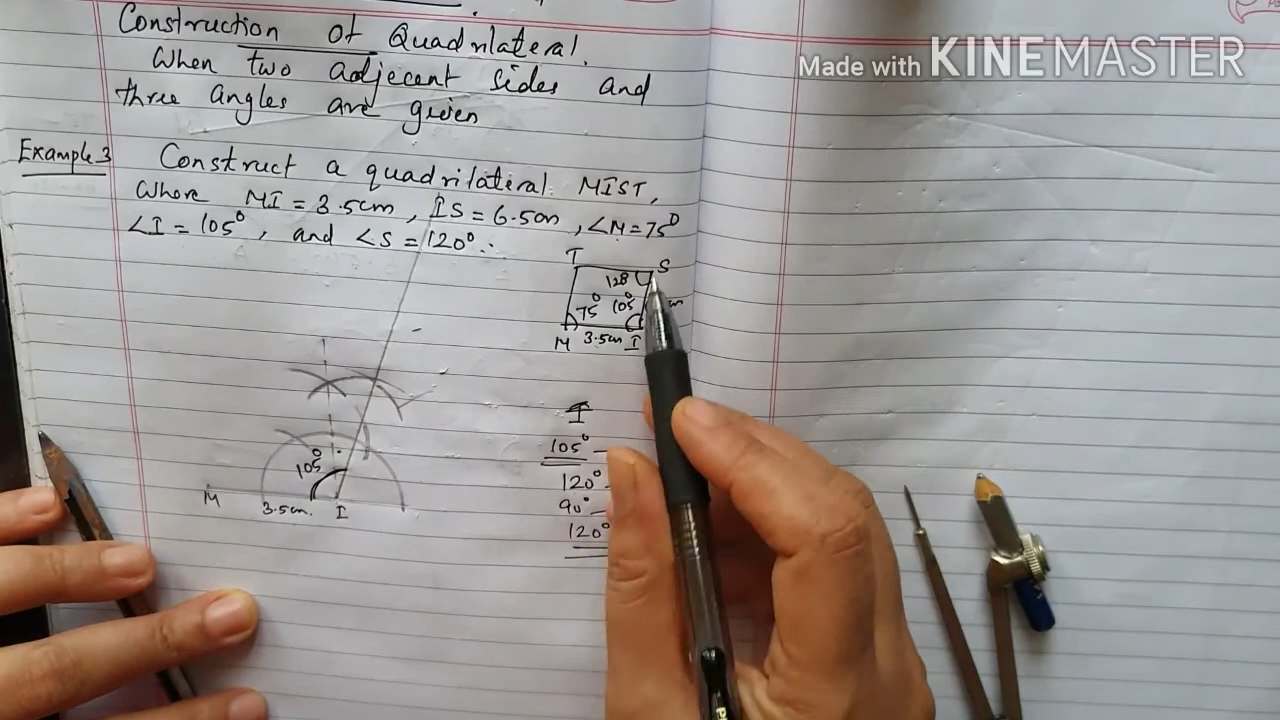 Construction of Quadrilateral.
When two adjecent sides and
three angles are given
Made with KINEMASTER
Example 3 Construct a quadrilateral MIST,
Where MI = 3.5cm, IS = 6.5cm, ∠M = 75°
∠I = 105°, and ∠S = 120°.
T S
120
75° 105°
M 3.5cm I
I
105°
120°
90°
120°
105°
M 3.5cm. I